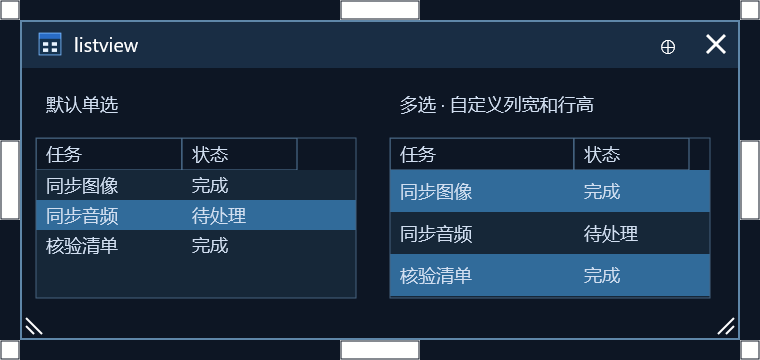 listview
默认单选
任务 状态
同步图像 完成
同步音频 待处理
核验清单 完成
多选 · 自定义列宽和行高
任务 状态
同步图像 完成
同步音频 待处理
核验清单 完成